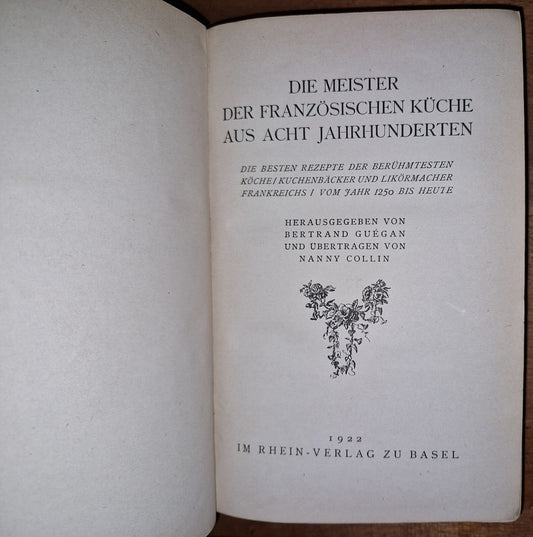 DIE MEISTER
DER FRANZÖSISCHEN KÜCHE
AUS ACHT JAHRHUNDERTEN
DIE BESTEN REZEPTE DER BERÜHMTESTEN
KÖCHE / KUCHENBÄCKER UND LIKÖRMACHER
FRANKREICHS / VOM JAHR 1250 BIS HEUTE
HERAUSGEGEBEN VON
BERTRAND GUÉGAN
UND ÜBERTRAGEN VON
NANNY COLLIN
1922
IM RHEIN-VERLAG ZU BASEL